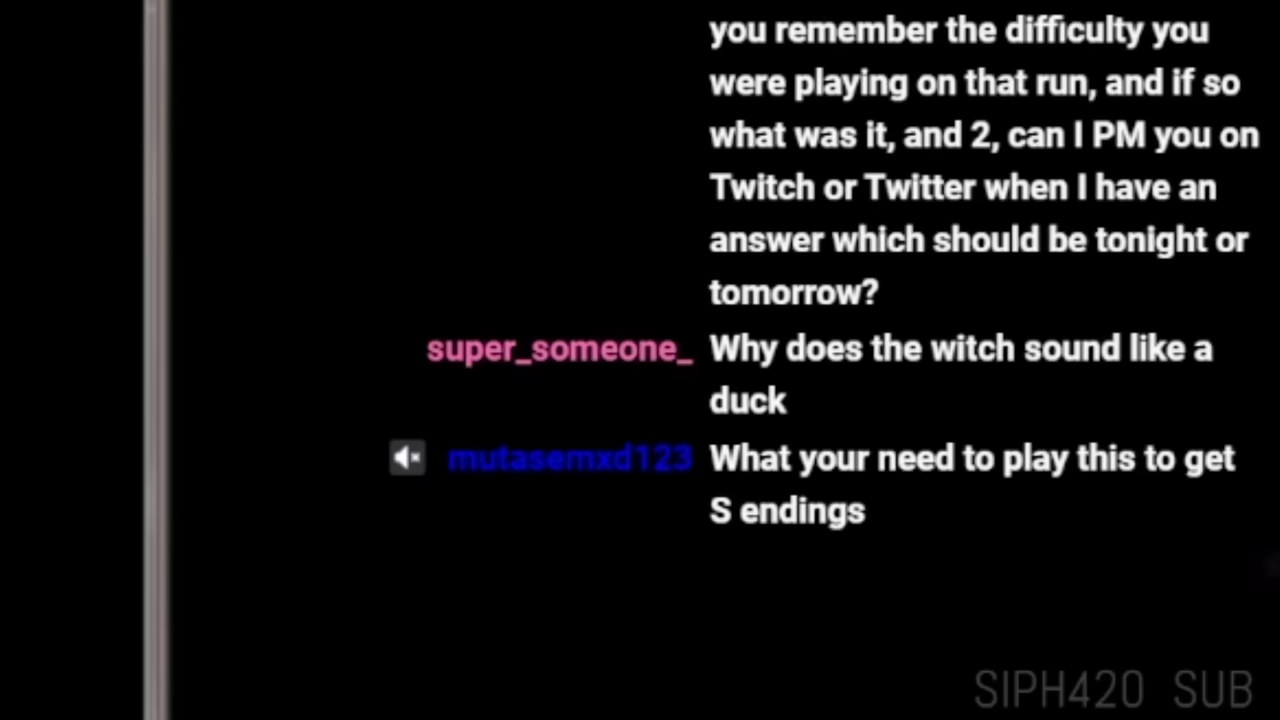 you remember the difficulty you
were playing on that run, and if so
what was it, and 2, can I PM you on
Twitch or Twitter when I have an
answer which should be tonight or
tomorrow?
super_someone_ Why does the witch sound like a
duck
mutasemxd123 What your need to play this to get
S endings
SIPH420 SUB